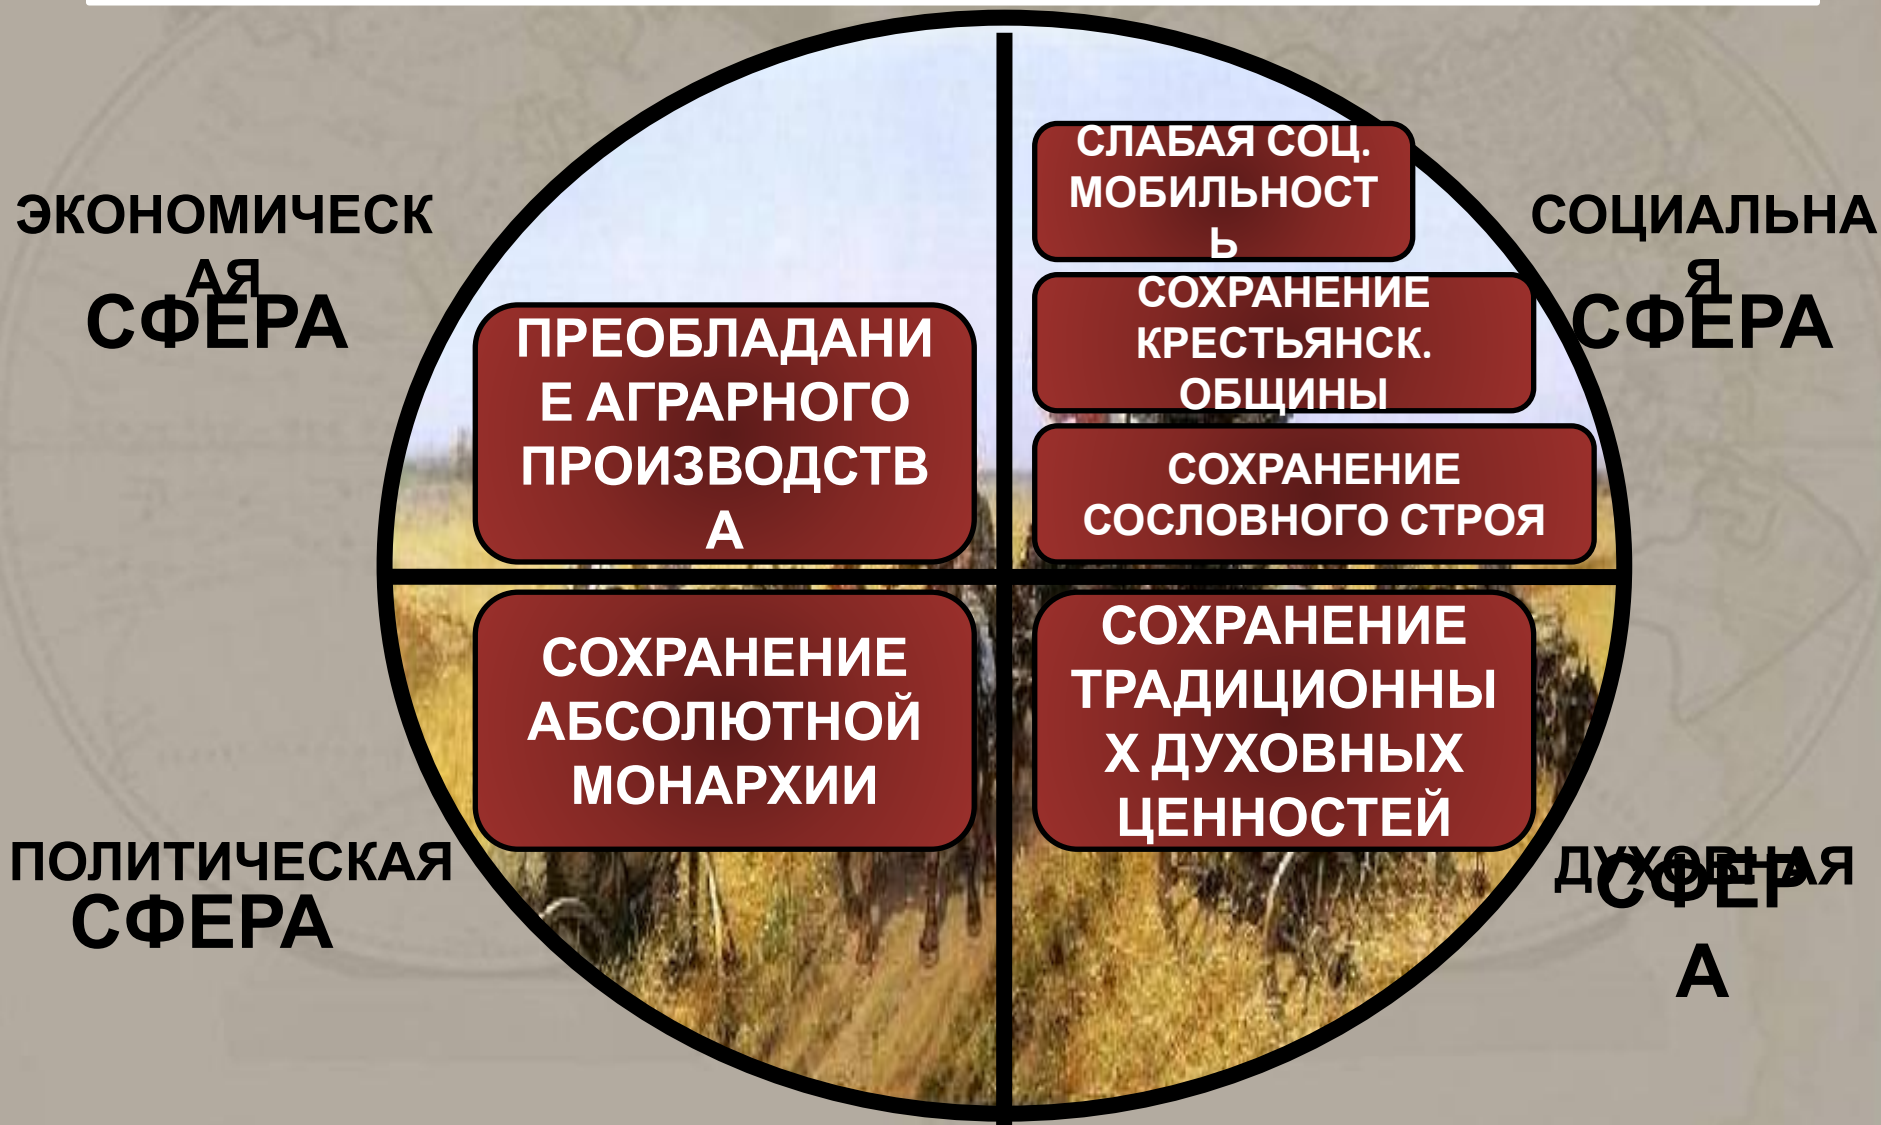 ЭКОНОМИЧЕСК
АЯ
СФЕРА
ПРЕОБЛАДАНИ
Е АГРАРНОГО
ПРОИЗВОДСТВ
А
СЛАБАЯ СОЦ.
МОБИЛЬНОСТ
Ь
СОХРАНЕНИЕ
КРЕСТЬЯНСК.
ОБЩИНЫ
СОХРАНЕНИЕ
СОСЛОВНОГО СТРОЯ
СОЦИАЛЬНА
Я
СФЕРА
ПОЛИТИЧЕСКАЯ
СФЕРА
СОХРАНЕНИЕ
АБСОЛЮТНОЙ
МОНАРХИИ
СОХРАНЕНИЕ
ТРАДИЦИОННЫ
Х ДУХОВНЫХ
ЦЕННОСТЕЙ
ДУХОВНАЯ
СФЕР
А